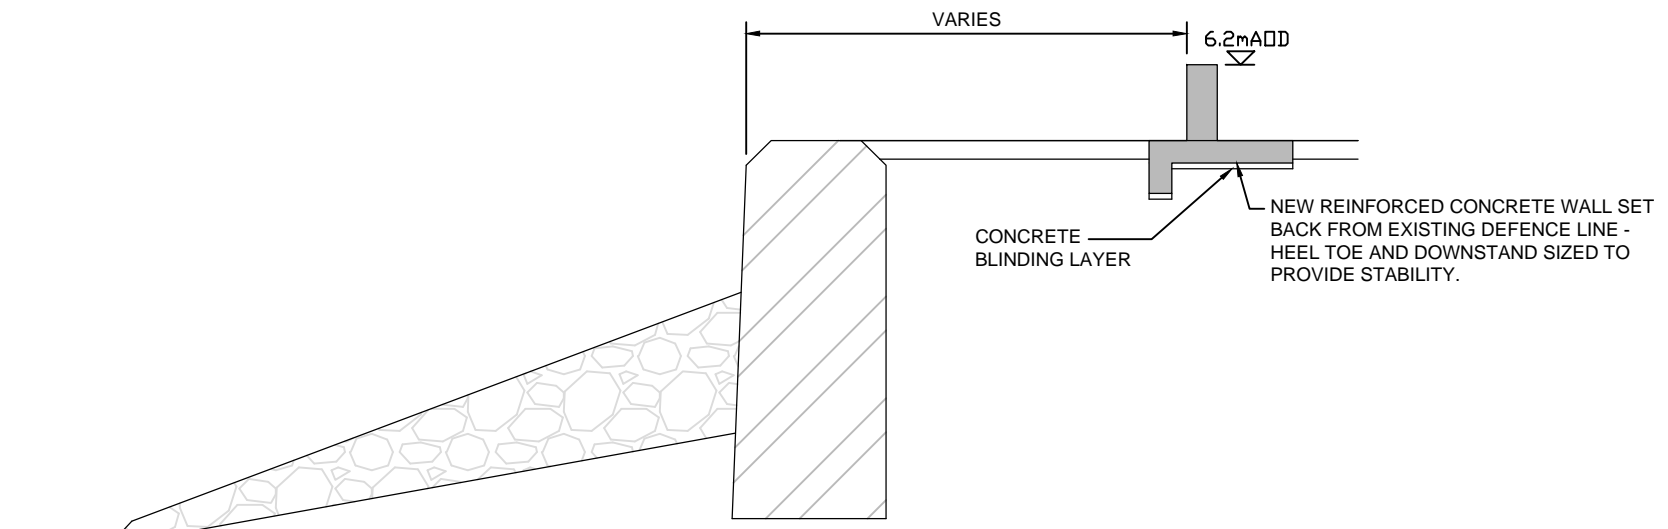 VARIES
6.2mAOD
NEW REINFORCED CONCRETE WALL SET
BACK FROM EXISTING DEFENCE LINE -
HEEL TOE AND DOWNSTAND SIZED TO
PROVIDE STABILITY.
CONCRETE
BLINDING LAYER